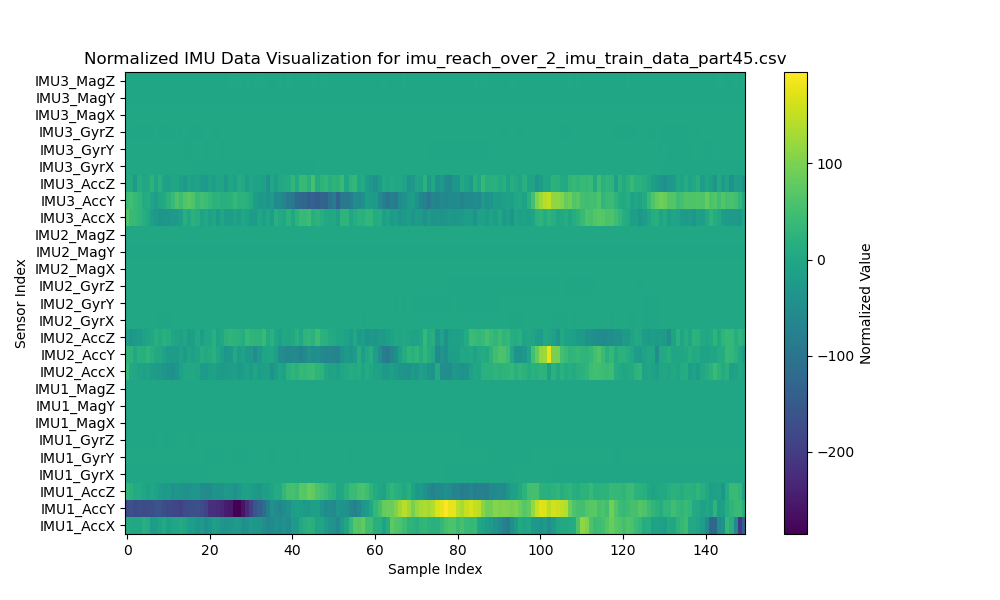 Normalized IMU Data Visualization for imu_reach_over_2_imu_train_data_part45.csv
IMU3_MagZ
IMU3_MagY
IMU3_MagX
IMU3_GyrZ
IMU3_GyrY
IMU3_GyrX
IMU3_AccZ
IMU3_AccY
IMU3_AccX
IMU2_MagZ
IMU2_MagY
IMU2_MagX
IMU2_GyrZ
IMU2_GyrY
IMU2_GyrX
IMU2_AccZ
IMU2_AccY
IMU2_AccX
IMU1_MagZ
IMU1_MagY
IMU1_MagX
IMU1_GyrZ
IMU1_GyrY
IMU1_GyrX
IMU1_AccZ
IMU1_AccY
IMU1_AccX
Sensor Index
0 20 40 60 80 100 120 140
Sample Index
100
0
−100
−200
Normalized Value